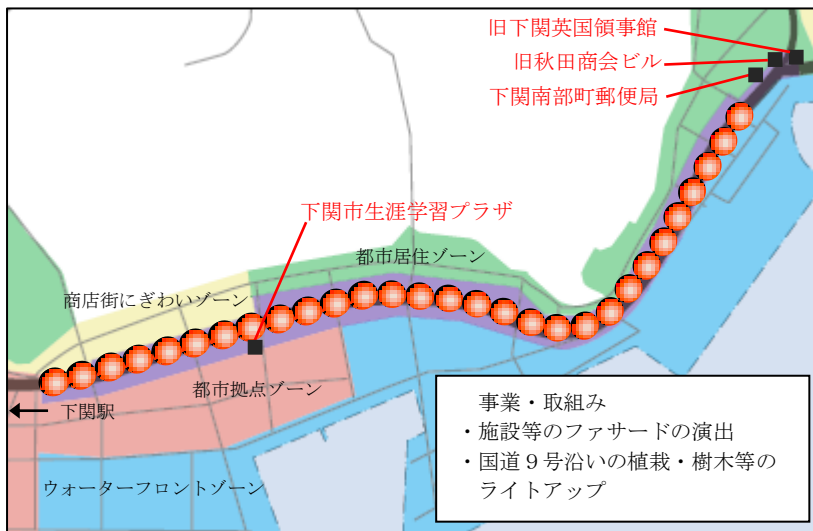 旧下関英国領事館
旧秋田商会ビル
下関南部町郵便局
下関市生涯学習プラザ
都市居住ゾーン
商店街にぎわいゾーン
都市拠点ゾーン
下関駅
ウォーターフロントゾーン
事業・取組み
・施設等のファサードの演出
・国道９号沿いの植栽・樹木等の
ライトアップ